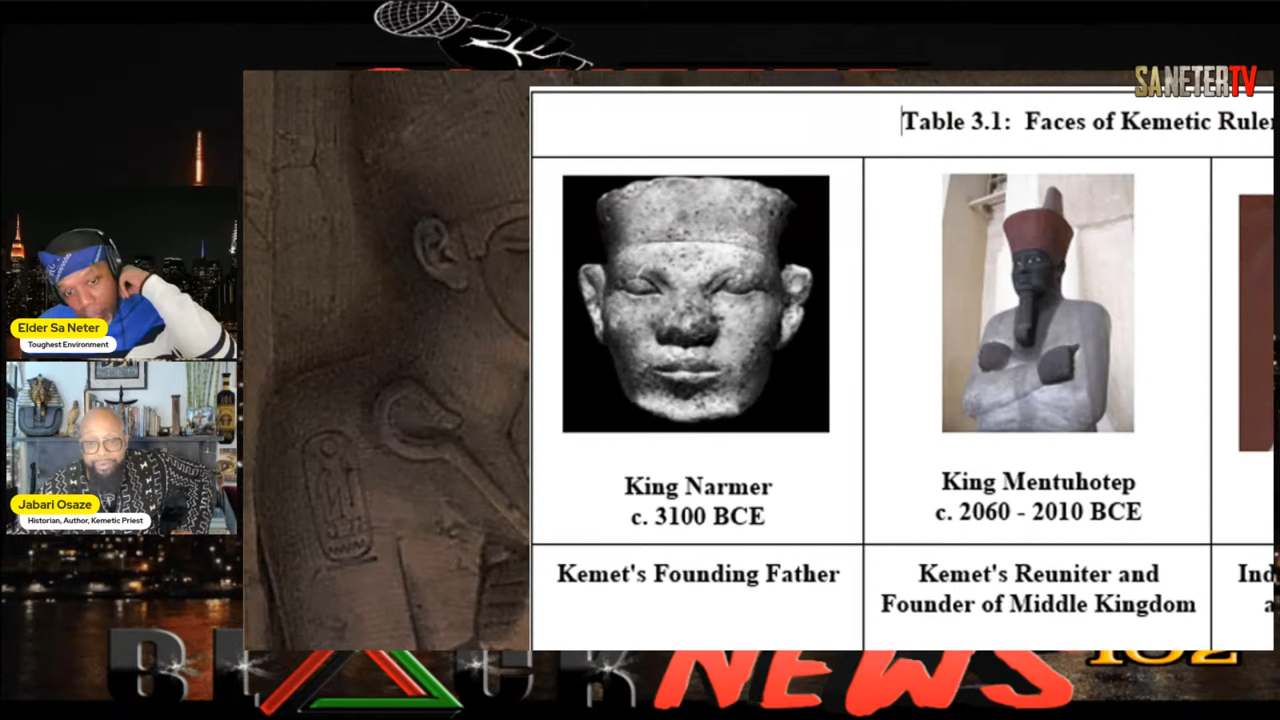 SANETERTV
Table 3.1: Faces of Kemetic
Elder Sa Neter
Toughest Environment
Jabari Osaze
Historian, Author, Kemetic Priest
King Narmer
c. 3100 BCE
King Mentuhotep
c. 2060 - 2010 BCE
Kemet's Founding Father
Kemet's Reuniter and
Founder of Middle Kingdom
NEWS